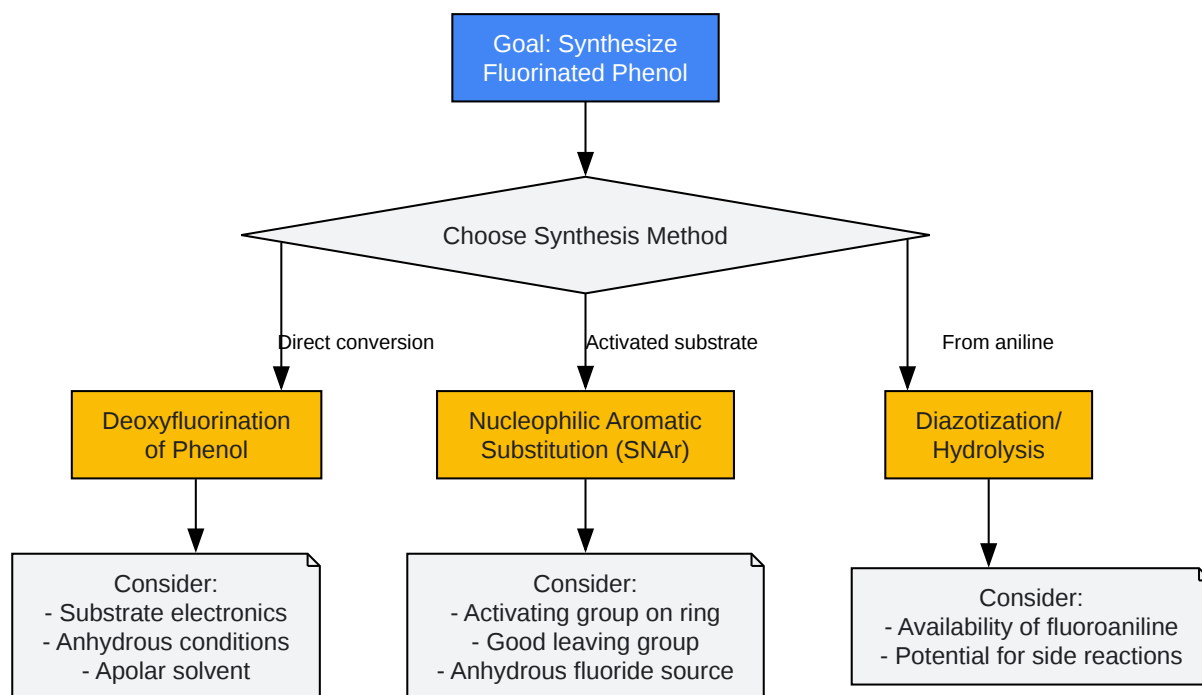 Goal: Synthesize
Fluorinated Phenol
Choose Synthesis Method
Direct conversion
Activated substrate
From aniline
Deoxyfluorination
of Phenol
Nucleophilic Aromatic
Substitution (SNAr)
Diazotization/
Hydrolysis
Consider:
- Substrate electronics
- Anhydrous conditions
- Apolar solvent
Consider:
- Activating group on ring
- Good leaving group
- Anhydrous fluoride source
Consider:
- Availability of fluoroaniline
- Potential for side reactions